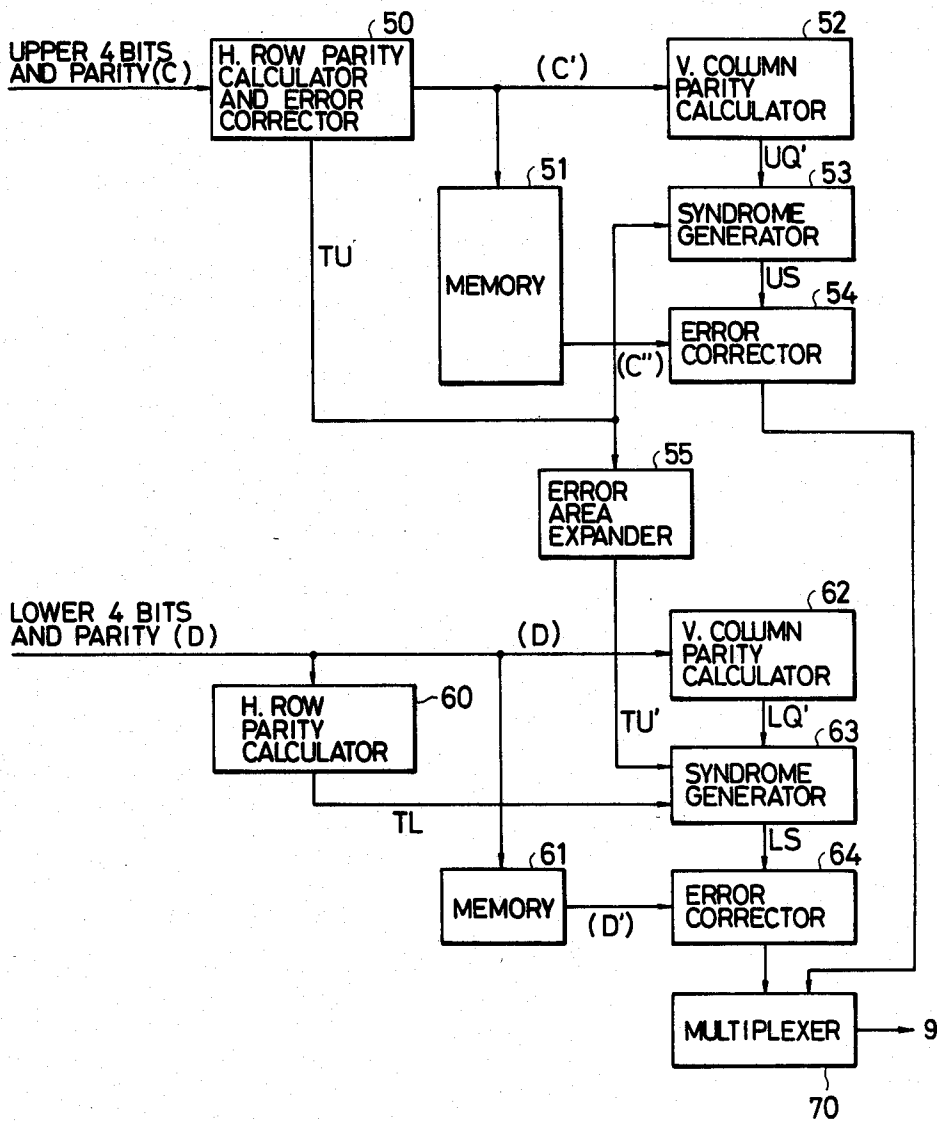 50
52
UPPER 4 BITS
AND PARITY(C)
H. ROW PARITY
CALCULATOR
AND ERROR
CORRECTOR
(C')
V. COLUMN
PARITY
CALCULATOR
UQ'
51
53
TU
MEMORY
SYNDROME
GENERATOR
US
54
(C'')
ERROR
CORRECTOR
55
ERROR
AREA
EXPANDER
LOWER 4 BITS
AND PARITY (D)
(D)
62
V. COLUMN
PARITY
CALCULATOR
60
H. ROW
PARITY
CALCULATOR
TU'
LQ'
63
SYNDROME
GENERATOR
TL
LS
61
64
MEMORY
(D')
ERROR
CORRECTOR
MULTIPLEXER
9
70